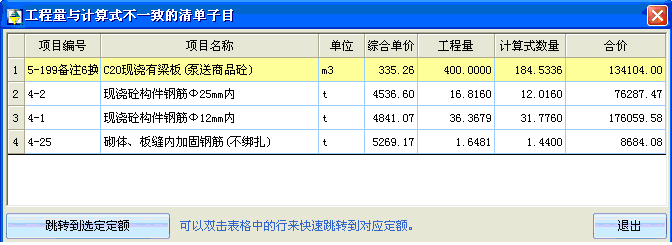 工程量与计算式不一致的清单子目
项目编号 项目名称 单位 综合单价 工程量 计算式数量 合价
1 5-199备注6换 C20现浇有梁板(泵送商品砼) m3 335.26 400.0000 184.5336 134104.00
2 4-2 现浇砼构件钢筋Φ25mm内 t 4536.60 16.8160 12.0160 76287.47
3 4-1 现浇砼构件钢筋Φ12mm内 t 4841.07 36.3679 31.7760 176059.58
4 4-25 砌体、板缝内加固钢筋(不绑扎) t 5269.17 1.6481 1.4400 8684.08
跳转到选定定额 可以双击表格中的行来快速跳转到对应定额。 退出